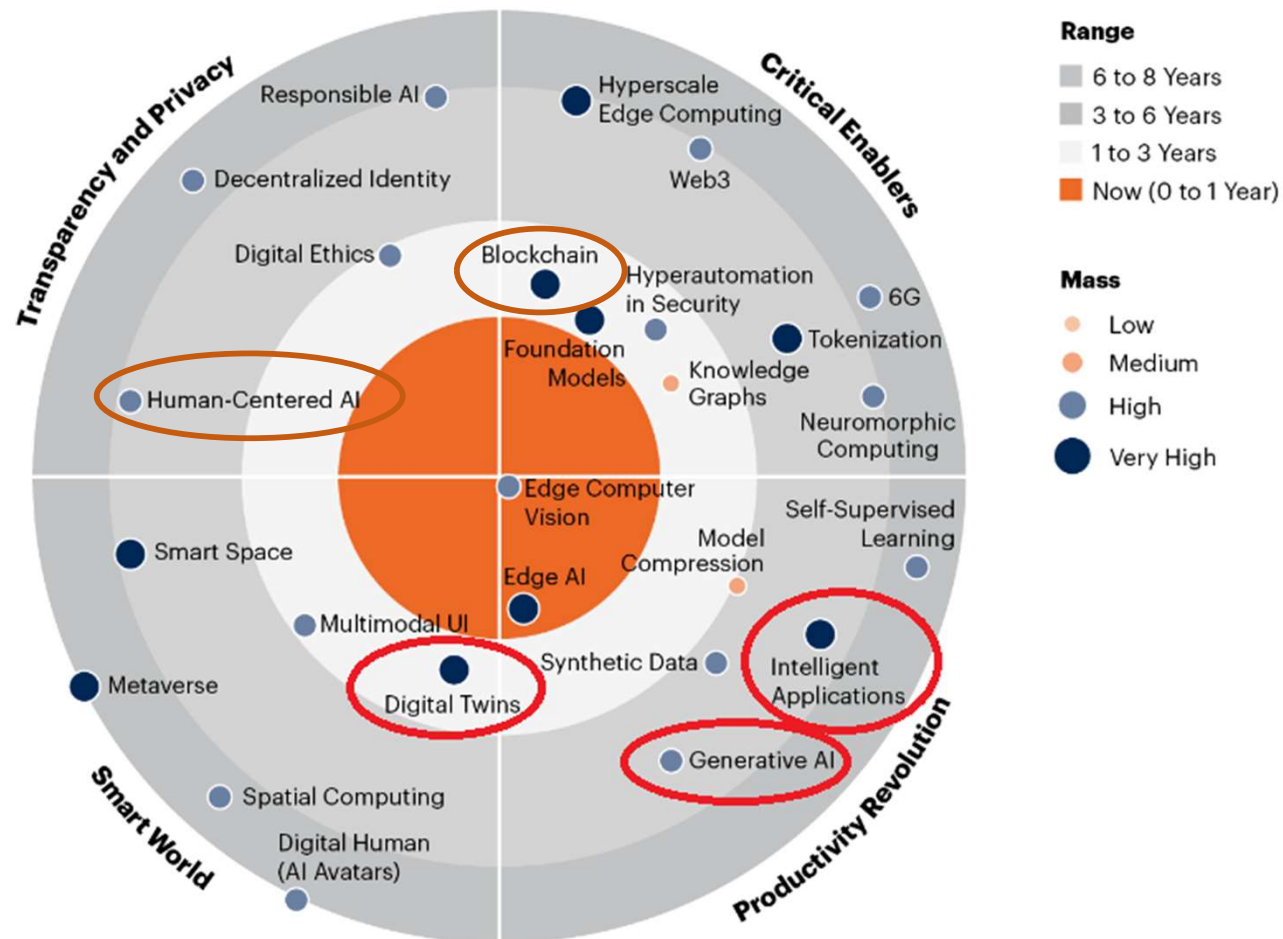 Transparency and Privacy
Responsible AI
Decentralized Identity
Digital Ethics
Human-Centered AI
Critical Enablers
Hyperscale
Edge Computing
Web3
Blockchain
Hyperautomation
in Security
6G
Foundation
Models
Tokenization
Knowledge
Graphs
Neuromorphic
Computing
Smart Space
Multimodal UI
Metaverse
Digital Twins
Spatial Computing
Digital Human
(AI Avatars)
Smart World
Edge Computer
Vision
Self-Supervised
Learning
Model
Compression
Edge AI
Synthetic Data
Intelligent
Applications
Generative AI
Productivity Revolution
Range
6 to 8 Years
3 to 6 Years
1 to 3 Years
Now (0 to 1 Year)
Mass
Low
Medium
High
Very High